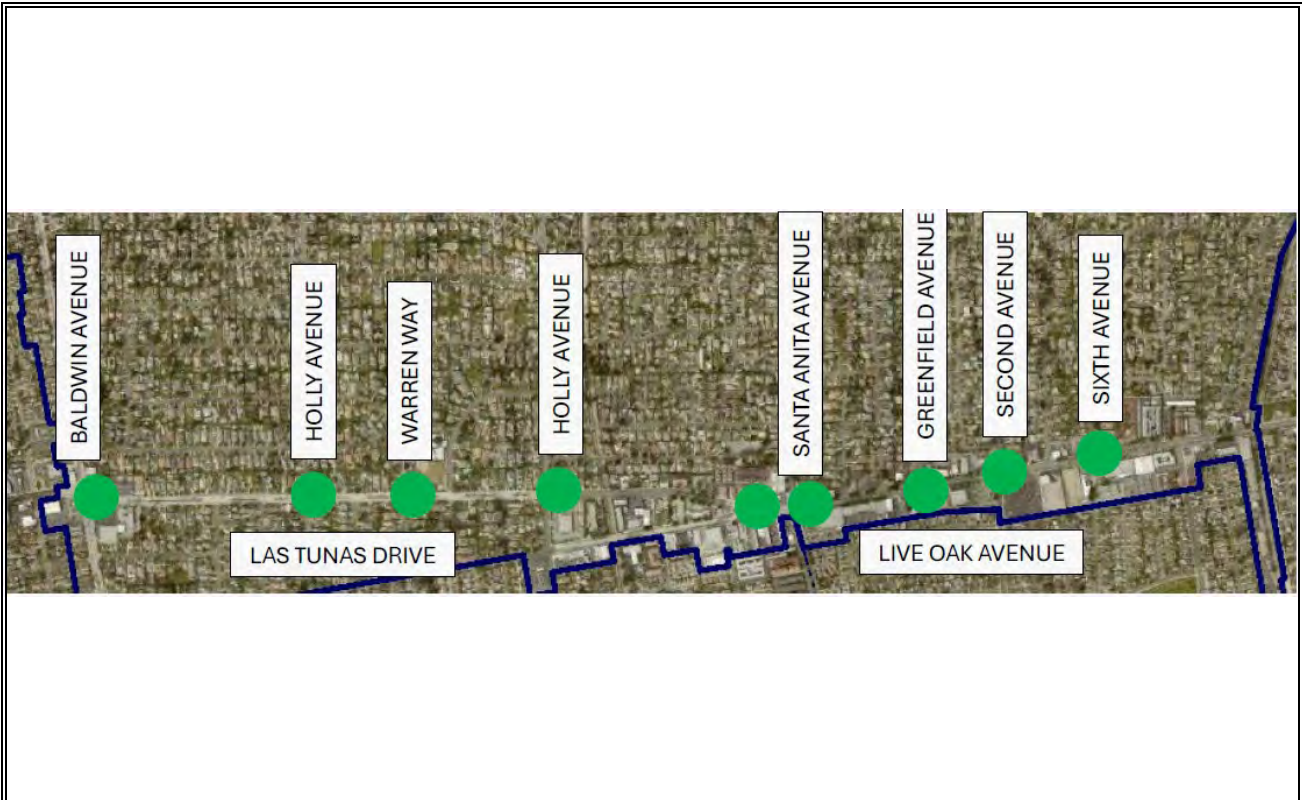 BALDWIN AVENUE
HOLLY AVENUE
WARREN WAY
HOLLY AVENUE
SANTA ANITA AVENUE
GREENFIELD AVENUE
SECOND AVENUE
SIXTH AVENUE
LAS TUNAS DRIVE
LIVE OAK AVENUE